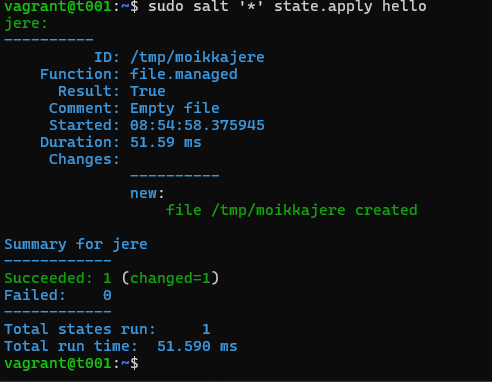 vagrant@t001:~$ sudo salt '*' state.apply hello
jere:
----------
          ID: /tmp/moikkajere
    Function: file.managed
      Result: True
     Comment: Empty file
     Started: 08:54:58.375945
    Duration: 51.59 ms
     Changes:
              ----------
              new:
                  file /tmp/moikkajere created

Summary for jere
------------
Succeeded: 1 (changed=1)
Failed:    0
------------
Total states run:     1
Total run time:  51.590 ms
vagrant@t001:~$